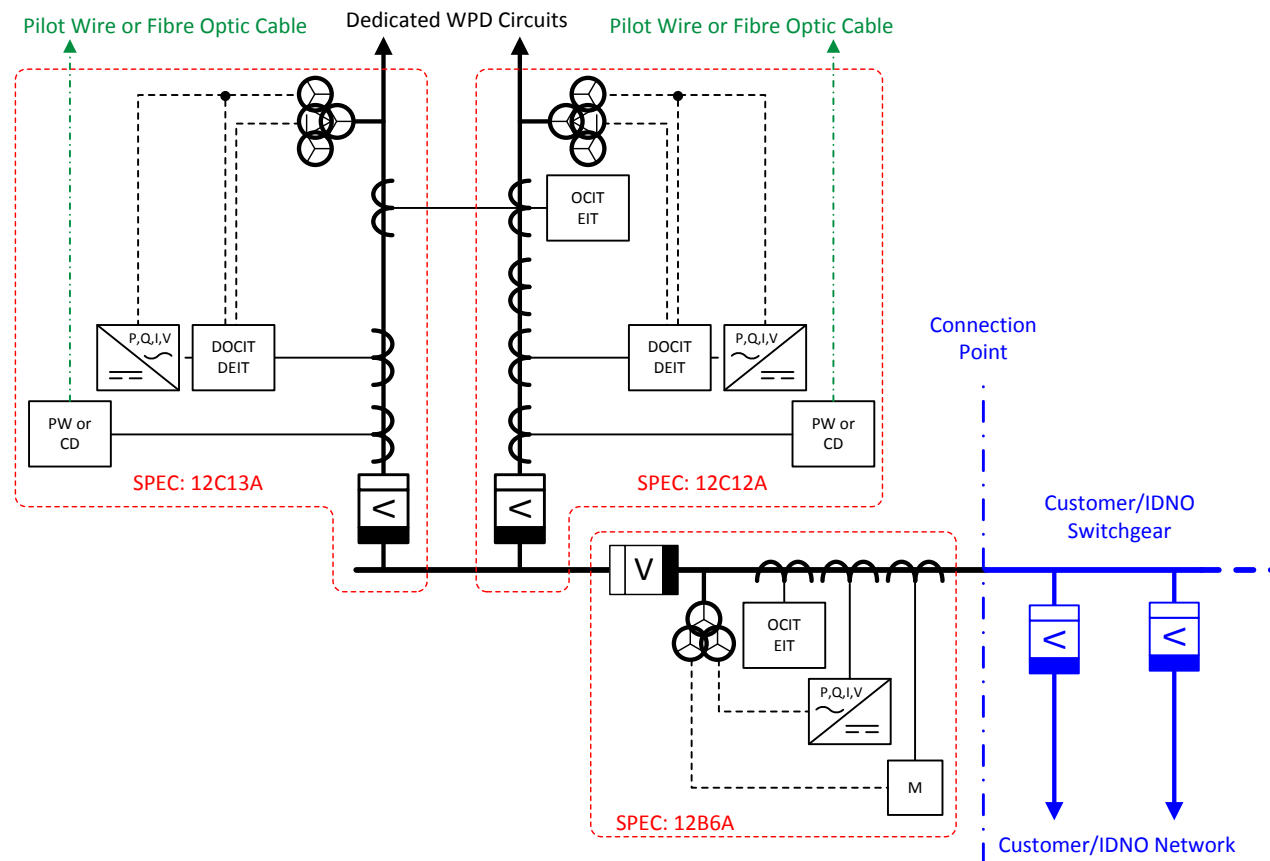 Pilot Wire or Fibre Optic Cable
Dedicated WPD Circuits
Pilot Wire or Fibre Optic Cable
OCIT
EIT
P,Q,I,V
DOCIT
DEIT
DOCIT
DEIT
P,Q,I,V
PW or
CD
PW or
CD
SPEC: 12C13A
SPEC: 12C12A
Connection
Point
V
V
Customer/IDNO
Switchgear
V
OCIT
EIT
V
V
P,Q,I,V
M
SPEC: 12B6A
Customer/IDNO Network